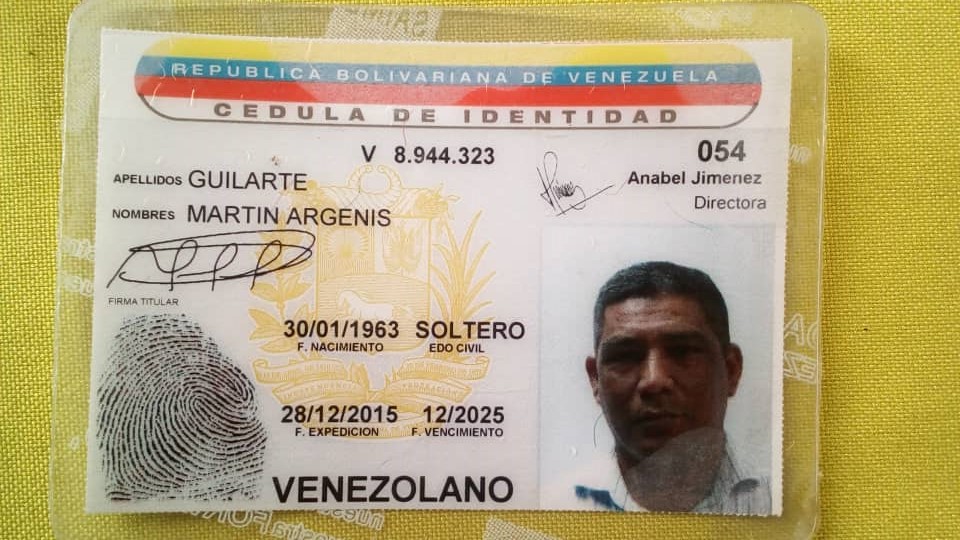 REPUBLICA BOLIVARIANA DE VENEZUELA
CEDULA DE IDENTIDAD
V 8.944.323
054
APELLIDOS GUILARTE
Anabel Jimenez
Directora
NOMBRES MARTIN ARGENIS
FIRMA TITULAR
30/01/1963 SOLTERO
F. NACIMIENTO EDO CIVIL
28/12/2015 12/2025
F. EXPEDICION F. VENCIMIENTO
VENEZOLANO